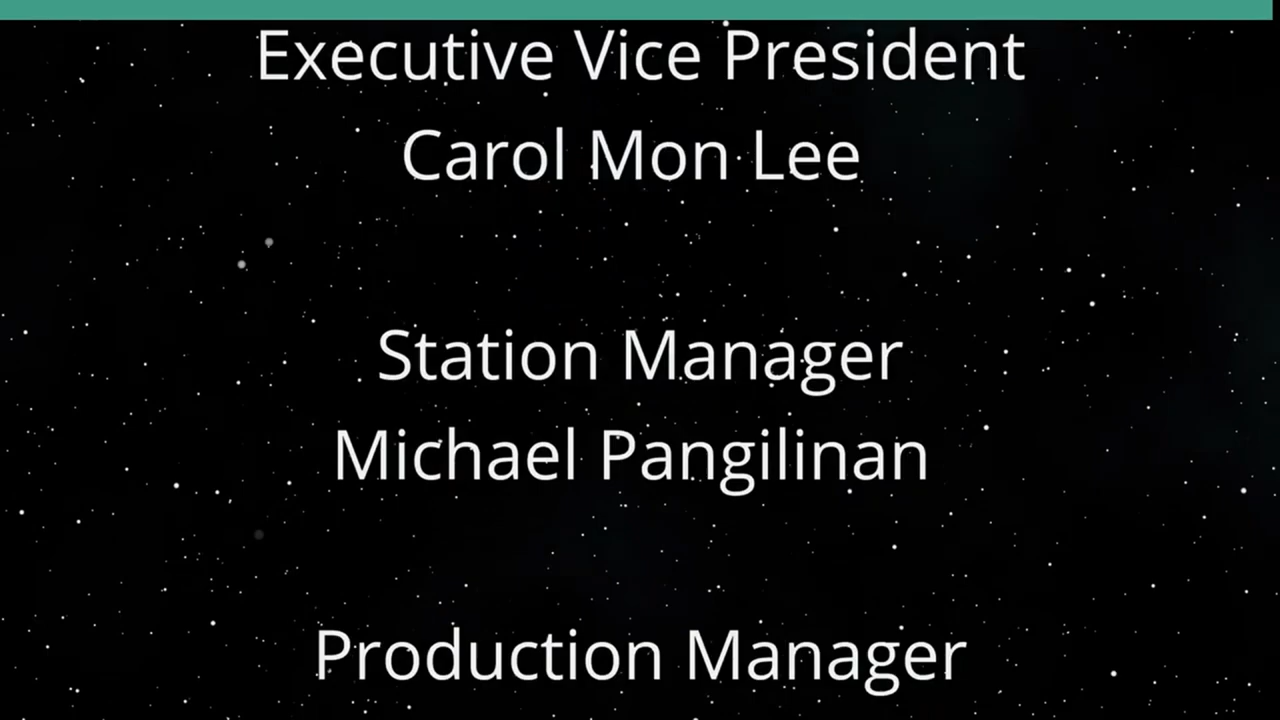 Executive Vice President
Carol Mon Lee
Station Manager
Michael Pangilinan
Production Manager